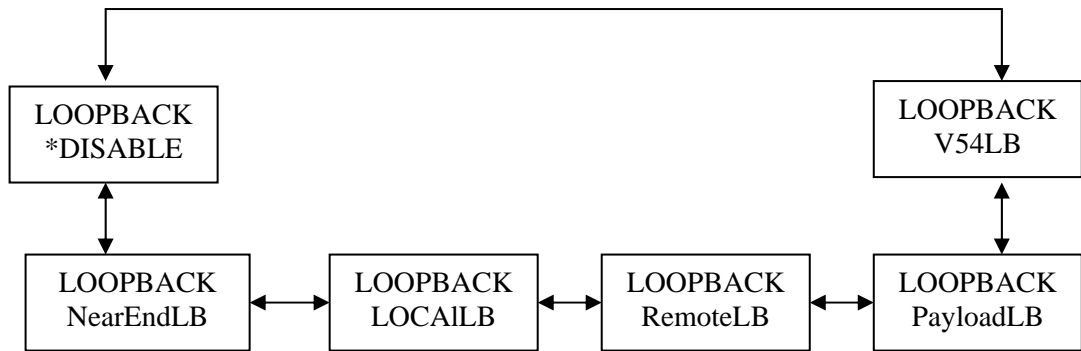 LOOPBACK
*DISABLE
LOOPBACK
V54LB
LOOPBACK
NearEndLB
LOOPBACK
LOCAlLB
LOOPBACK
RemoteLB
LOOPBACK
PayloadLB